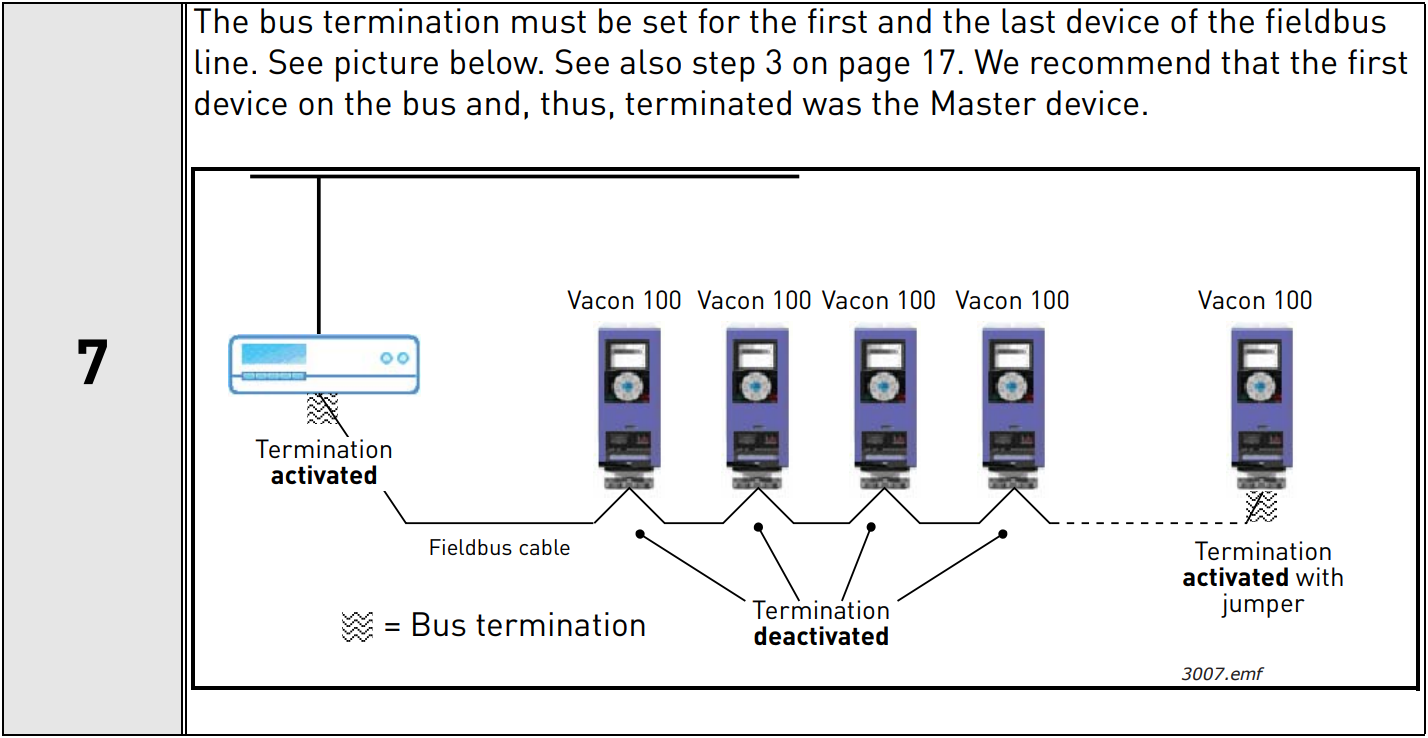 The bus termination must be set for the first and the last device of the fieldbus
line. See picture below. See also step 3 on page 17. We recommend that the first
device on the bus and, thus, terminated was the Master device.
7
Vacon 100 Vacon 100 Vacon 100 Vacon 100 Vacon 100
Termination
activated
Fieldbus cable
Termination
activated with
jumper
Termination
deactivated
= Bus termination
3007.emf